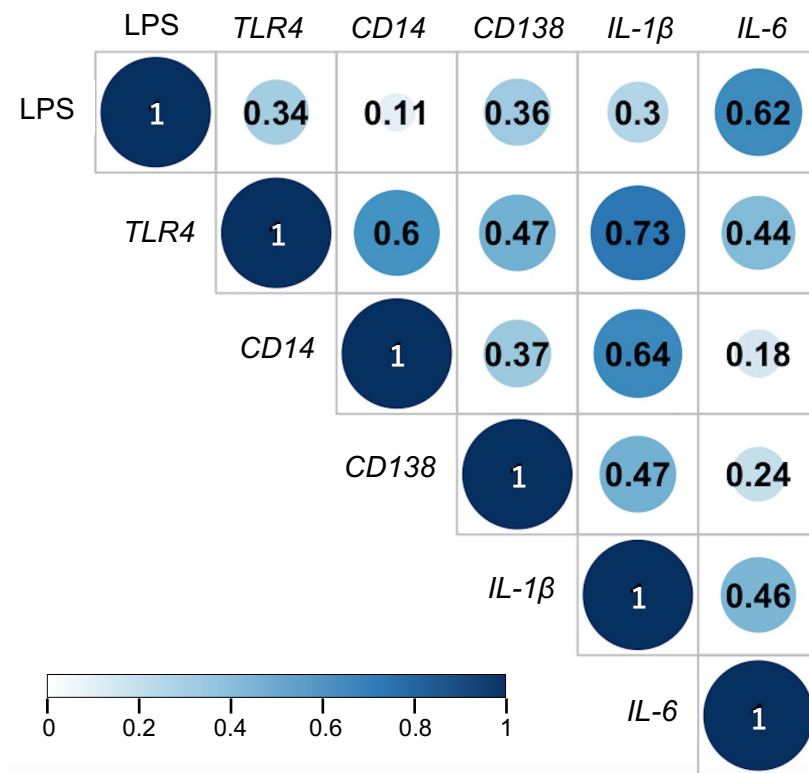 LPS TLR4 CD14 CD138 IL-1β IL-6
LPS 1 0.34 0.11 0.36 0.3 0.62
TLR4 1 0.6 0.47 0.73 0.44
CD14 1 0.37 0.64 0.18
CD138 1 0.47 0.24
IL-1β 1 0.46
IL-6 1
0 0.2 0.4 0.6 0.8 1